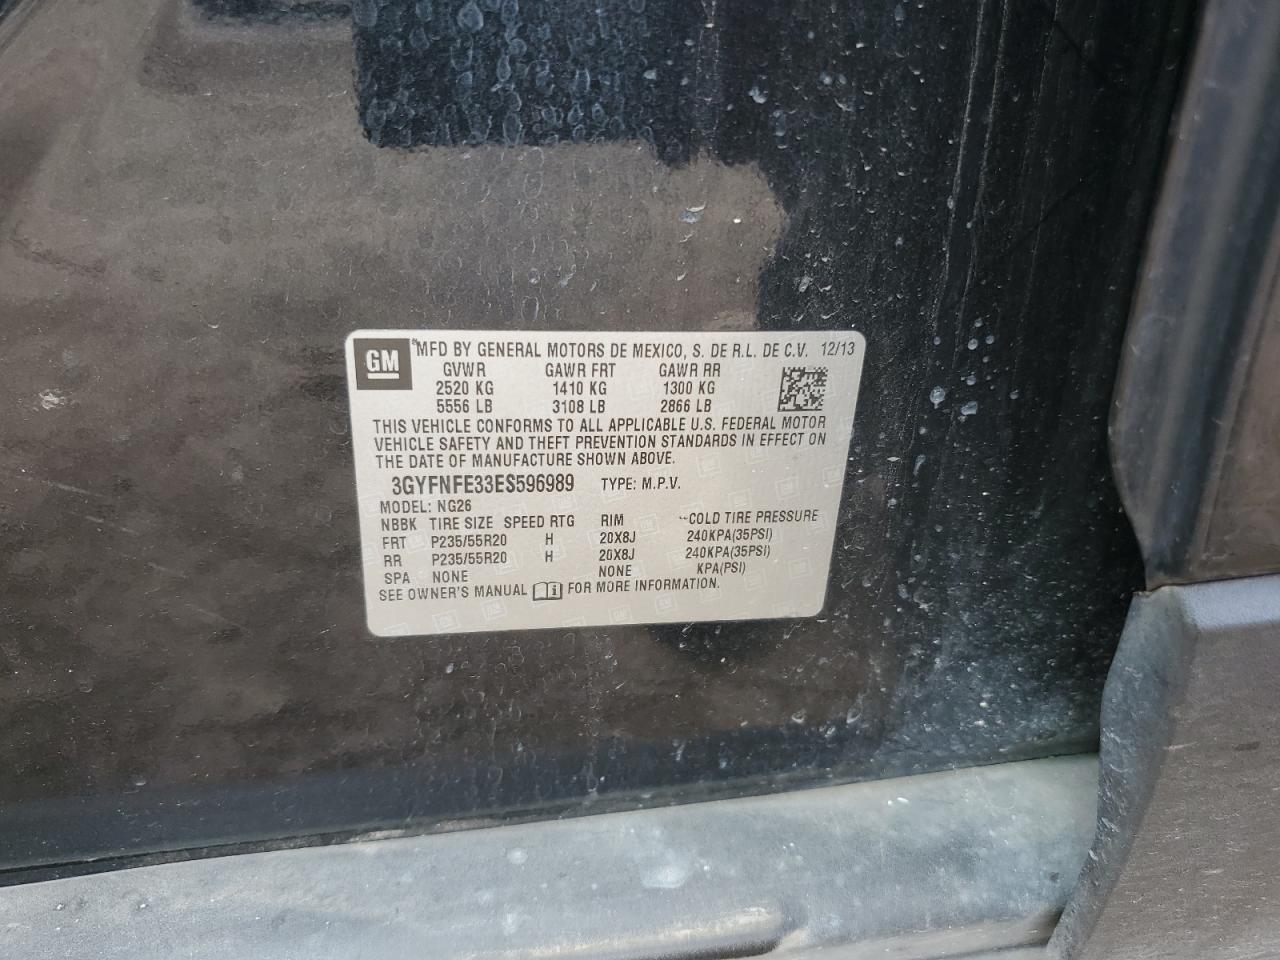 GM
MFD BY GENERAL MOTORS DE MEXICO, S. DE R.L. DE C.V. 12/13
GVWR GAWR FRT GAWR RR
2520 KG 1410 KG 1300 KG
5556 LB 3108 LB 2866 LB
THIS VEHICLE CONFORMS TO ALL APPLICABLE U.S. FEDERAL MOTOR
VEHICLE SAFETY AND THEFT PREVENTION STANDARDS IN EFFECT ON
THE DATE OF MANUFACTURE SHOWN ABOVE.
3GYFNFE33ES596989 TYPE: M.P.V.
MODEL: NG26
NBBK TIRE SIZE SPEED RTG RIM COLD TIRE PRESSURE
FRT P235/55R20 H 20X8J 240KPA(35PSI)
RR P235/55R20 H 20X8J 240KPA(35PSI)
SPA NONE NONE KPA(PSI)
SEE OWNER'S MANUAL FOR MORE INFORMATION.